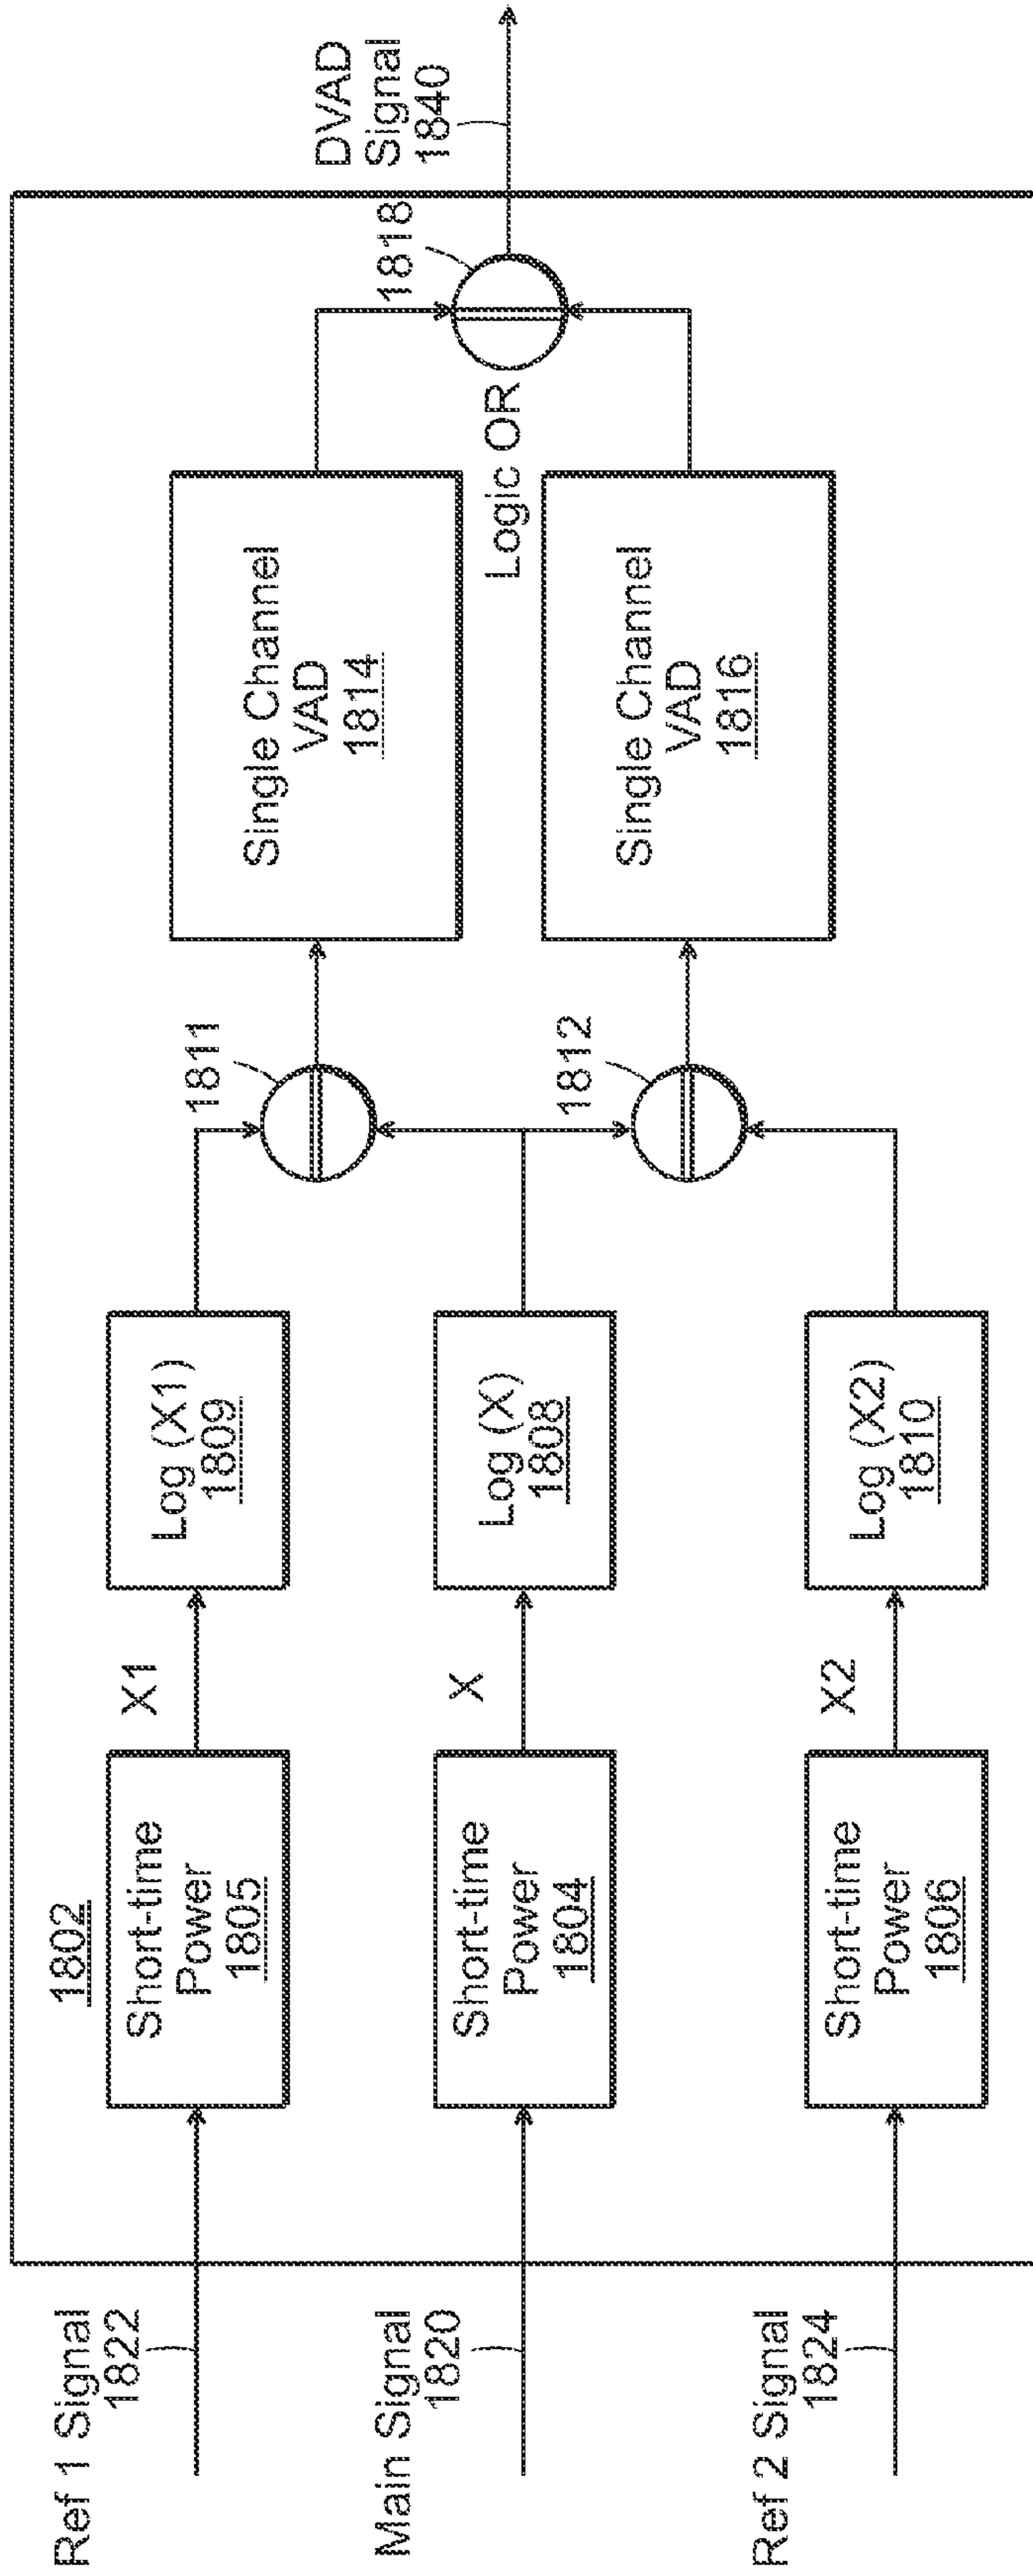 1802
Ref 1 Signal
1822
Short-time
Power
1805
X1
Log (X1)
1809
1811
Single Channel
VAD
1814
1818
DVAD
Signal
1840
Main Signal
1820
Short-time
Power
1804
X
Log (X)
1808
Logic OR
1812
Ref 2 Signal
1824
Short-time
Power
1806
X2
Log (X2)
1810
Single Channel
VAD
1816